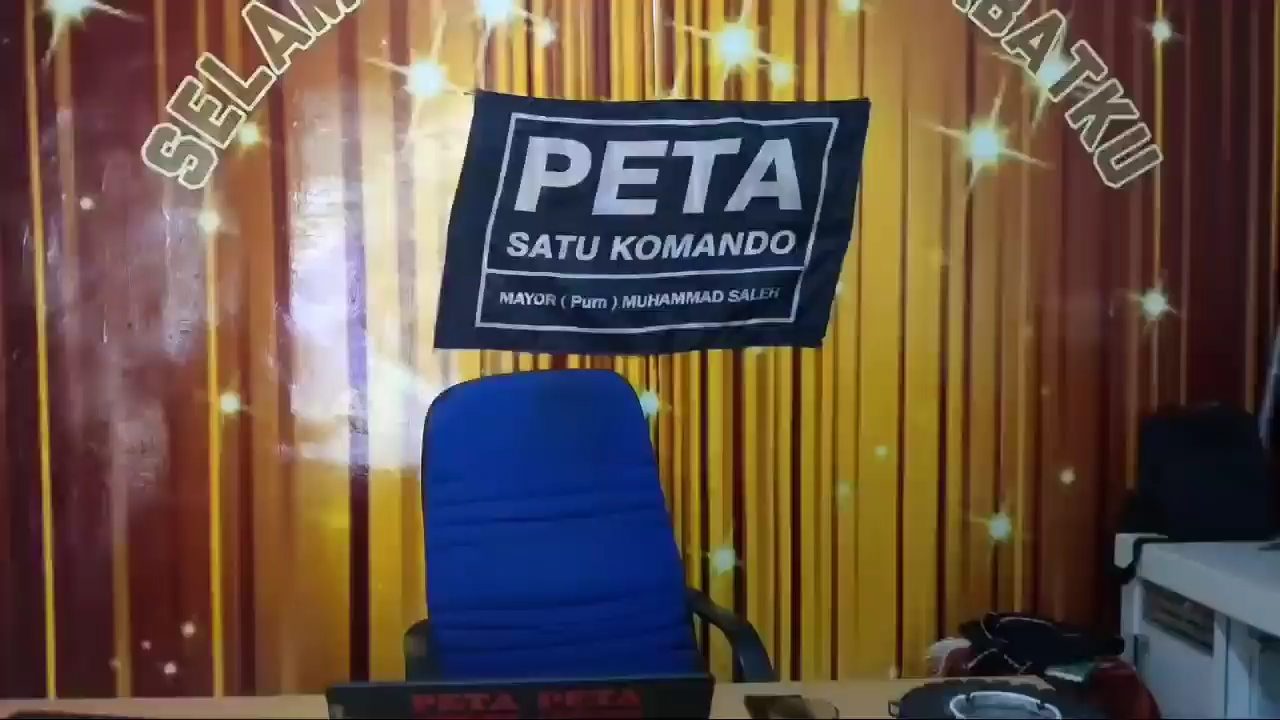 SELAM
BATKU
PETA
SATU KOMANDO
MAYOR ( Purn ) MUHAMMAD SALEH
PETA PETA